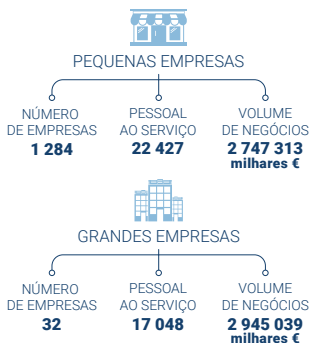 PEQUENAS EMPRESAS
NÚMERO
DE EMPRESAS
1 284
PESSOAL
AO SERVIÇO
22 427
VOLUME
DE NEGÓCIOS
2 747 313
milhares €
GRANDES EMPRESAS
NÚMERO
DE EMPRESAS
32
PESSOAL
AO SERVIÇO
17 048
VOLUME
DE NEGÓCIOS
2 945 039
milhares €